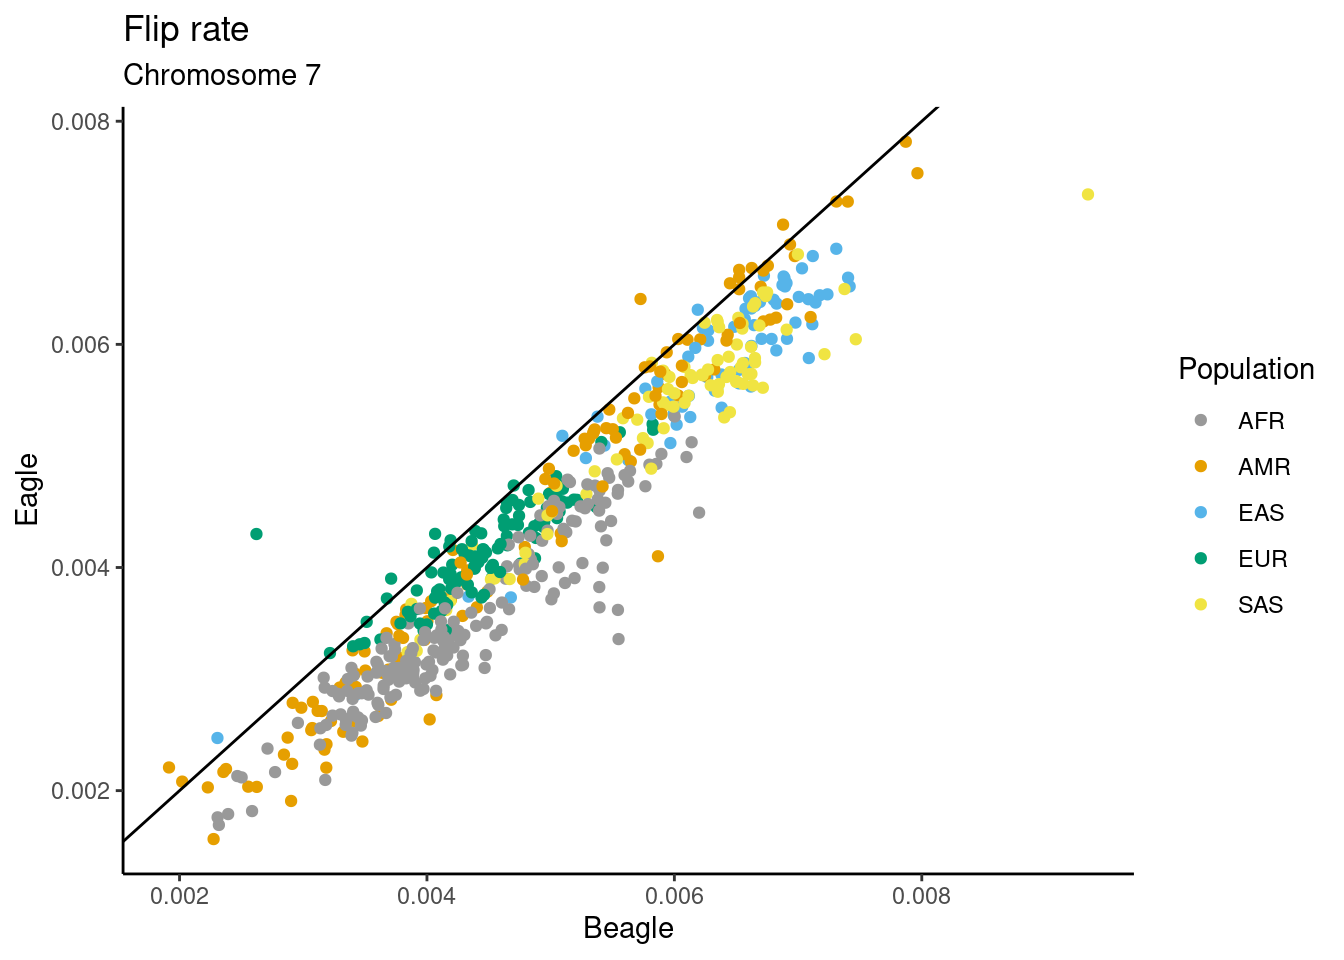 Flip rate
Chromosome 7
0.008
0.006
0.004
0.002
Eagle
0.002 0.004 0.006 0.008
Beagle
Population
AFR
AMR
EAS
EUR
SAS